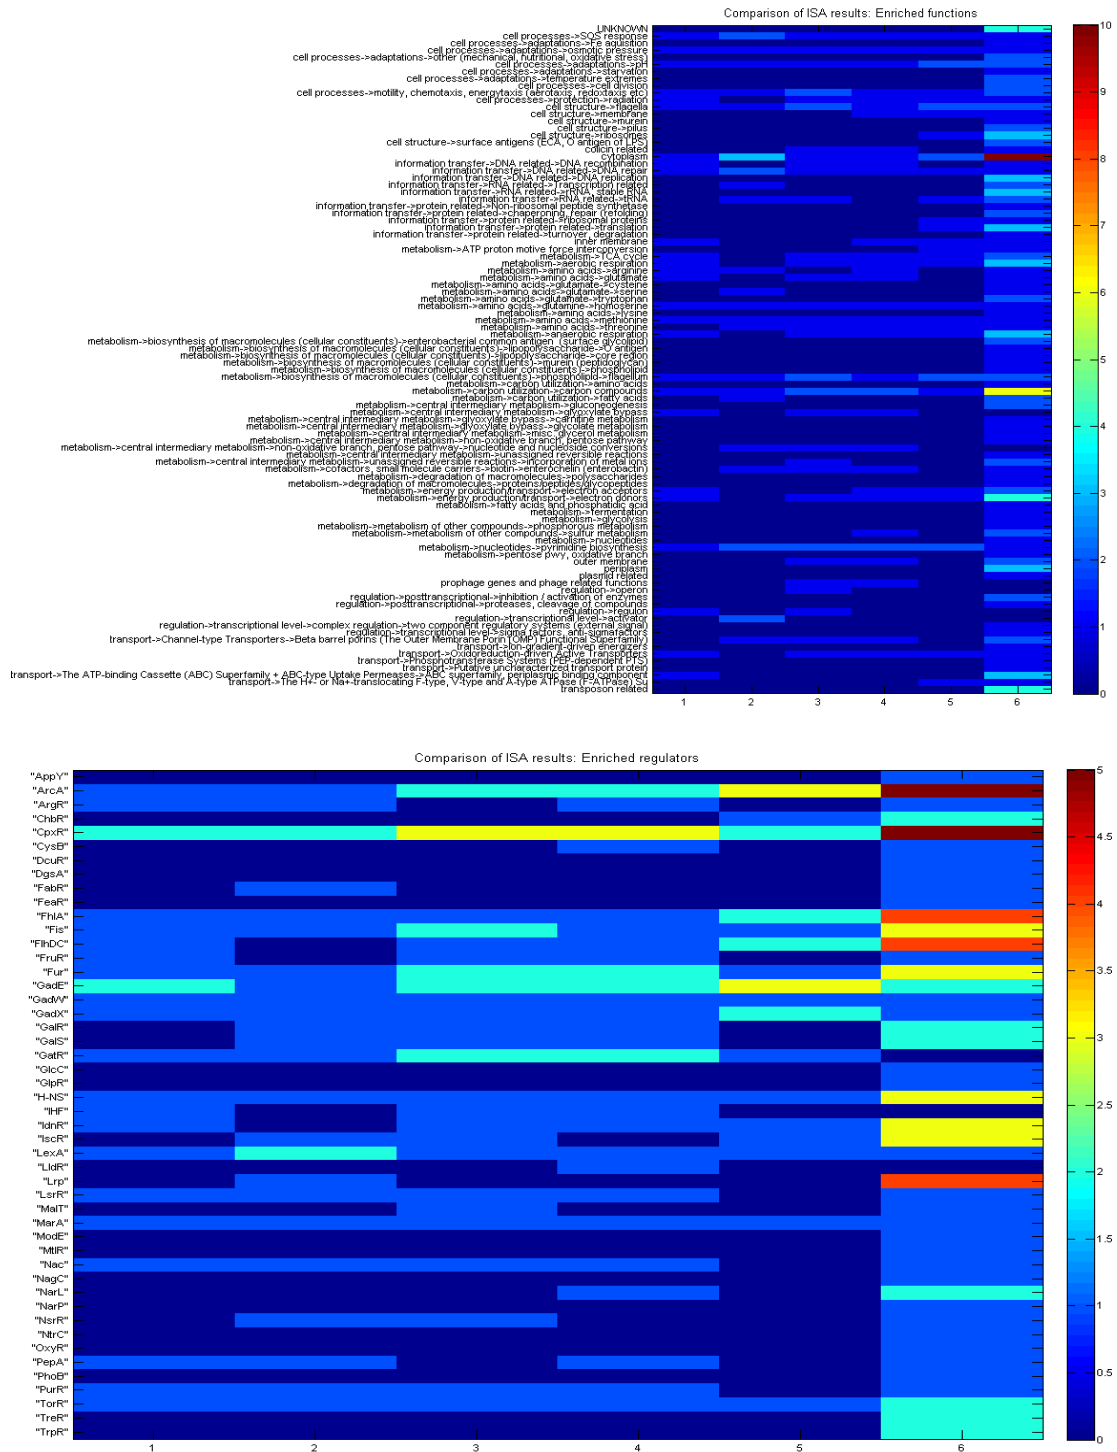 Comparison of ISA results: Enriched functions
UNKNOWN
cell processes->SOS response
cell processes->adaptations->Fe aquisition
cell processes->adaptations->osmotic pressure
cell processes->adaptations->other (mechanical, nutritional, oxidative stress)
cell processes->adaptations->pH
cell processes->adaptations->starvation
cell processes->adaptations->temperature extremes
cell processes->cell division
cell processes->motility, chemotaxis, energytaxis (aerotaxis, redoxtaxis etc)
cell processes->protection->radiation
cell structure->flagella
cell structure->membrane
cell structure->murein
cell structure->pilus
cell structure->ribosomes
cell structure->surface antigens (ECA, O antigen of LPS)
colicin related
cytoplasm
information transfer->DNA related->DNA recombination
information transfer->DNA related->DNA repair
information transfer->DNA related->DNA replication
information transfer->RNA related->Transcription related
information transfer->RNA related->rRNA, stable RNA
information transfer->RNA related->tRNA
information transfer->protein related->Non-ribosomal peptide synthetase
information transfer->protein related->chaperoning, repair (refolding)
information transfer->protein related->ribosomal proteins
information transfer->protein related->translation
information transfer->protein related->turnover, degradation
inner membrane
metabolism->ATP proton motive force interconversion
metabolism->TCA cycle
metabolism->aerobic respiration
metabolism->amino acids->arginine
metabolism->amino acids->glutamate
metabolism->amino acids->glutamate->cysteine
metabolism->amino acids->glutamate->serine
metabolism->amino acids->glutamate->tryptophan
metabolism->amino acids->glutamine->homoserine
metabolism->amino acids->lysine
metabolism->amino acids->methionine
metabolism->amino acids->threonine
metabolism->anaerobic respiration
metabolism->biosynthesis of macromolecules (cellular constituents)->enterobacterial common antigen (surface glycolipid)
metabolism->biosynthesis of macromolecules (cellular constituents)->lipopolysaccharide->O antigen
metabolism->biosynthesis of macromolecules (cellular constituents)->lipopolysaccharide->core region
metabolism->biosynthesis of macromolecules (cellular constituents)->murein (peptidoglycan)
metabolism->biosynthesis of macromolecules (cellular constituents)->phospholipid
metabolism->biosynthesis of macromolecules (cellular constituents)->phospholipid->flagellum
metabolism->carbon utilization->amino acids
metabolism->carbon utilization->carbon compounds
metabolism->carbon utilization->fatty acids
metabolism->central intermediary metabolism->gluconeogenesis
metabolism->central intermediary metabolism->glyoxylate bypass
metabolism->central intermediary metabolism->glyoxylate bypass->carnitine metabolism
metabolism->central intermediary metabolism->glyoxylate bypass->glycolate metabolism
metabolism->central intermediary metabolism->misc. glycerol metabolism
metabolism->central intermediary metabolism->non-oxidative branch, pentose pathway
metabolism->central intermediary metabolism->non-oxidative branch, pentose pathway->nucleotide and nucleoside conversions
metabolism->central intermediary metabolism->unassigned reversible reactions
metabolism->central intermediary metabolism->unassigned reversible reactions->incorporation of metal ions
metabolism->cofactors, small molecule carriers->biotin->enterochelin (enterobactin)
metabolism->degradation of macromolecules->polysaccharides
metabolism->degradation of macromolecules->proteins/peptides/glycopeptides
metabolism->energy production/transport->electron acceptors
metabolism->energy production/transport->electron donors
metabolism->fatty acids and phosphatidic acid
metabolism->fermentation
metabolism->glycolysis
metabolism->metabolism of other compounds->phosphorous metabolism
metabolism->metabolism of other compounds->sulfur metabolism
metabolism->nucleotides
metabolism->nucleotides->pyrimidine biosynthesis
metabolism->pentose pwy, oxidative branch
outer membrane
periplasm
plasmid related
prophage genes and phage related functions
regulation->operon
regulation->posttranscriptional->inhibition / activation of enzymes
regulation->posttranscriptional->proteases, cleavage of compounds
regulation->regulon
regulation->transcriptional level->activator
regulation->transcriptional level->complex regulation->two component regulatory systems (external signal)
regulation->transcriptional level->sigma factors, anti-sigmafactors
transport->Channel-type Transporters->Beta barrel porins (The Outer Membrane Porin (OMP) Functional Superfamily)
transport->Ion-gradient-driven energizers
transport->Oxidoreduction-driven Active Transporters
transport->Phosphotransferase Systems (PEP-dependent PTS)
transport->Putative uncharacterized transport protein
transport->The ATP-binding Cassette (ABC) Superfamily + ABC-type Uptake Permeases->ABC superfamily, periplasmic binding component
transport->The H+- or Na+-translocating F-type, V-type and A-type ATPase (F-ATPase) Su
transposon related
1 2 3 4 5 6
10
9
8
7
6
5
4
3
2
1
0
Comparison of ISA results: Enriched regulators
"AppY"
"ArcA"
"ArgR"
"ChbR"
"CpxR"
"CysB"
"DcuR"
"DgsA"
"FabR"
"FeaR"
"FhlA"
"Fis"
"FlhDC"
"FruR"
"Fur"
"GadE"
"GadW"
"GadX"
"GalR"
"GalS"
"GatR"
"GlcC"
"GlpR"
"H-NS"
"IHF"
"IdnR"
"IscR"
"LexA"
"LldR"
"Lrp"
"LsrR"
"MalT"
"MarA"
"ModE"
"MtlR"
"Nac"
"NagC"
"NarL"
"NarP"
"NsrR"
"NtrC"
"OxyR"
"PepA"
"PhoB"
"PurR"
"TorR"
"TreR"
"TrpR"
1 2 3 4 5 6
5
4.5
4
3.5
3
2.5
2
1.5
1
0.5
0